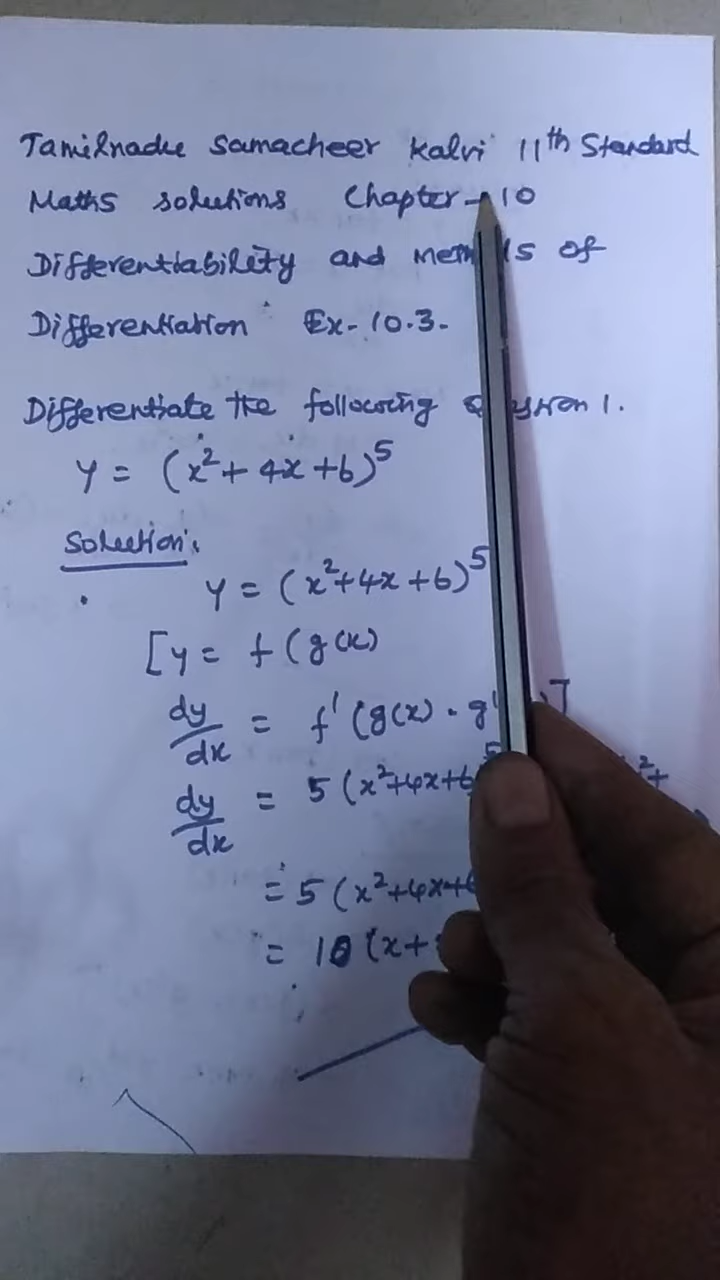 Tamilnadu Samacheer Kalvi 11th Standard
Maths solutions Chapter - 10
Differentiability and of
Differentiation Ex- 10.3.
Differentiate the following 1.
y = (x² + 4x + 6)⁵
Solution:
y = (x² + 4x + 6)⁵
[y = f(g(x)
dy/dx = f'(g(x) · g'
dy/dx = 5(x²+4x+6
= 5(x²+4x+6
= 10(x+